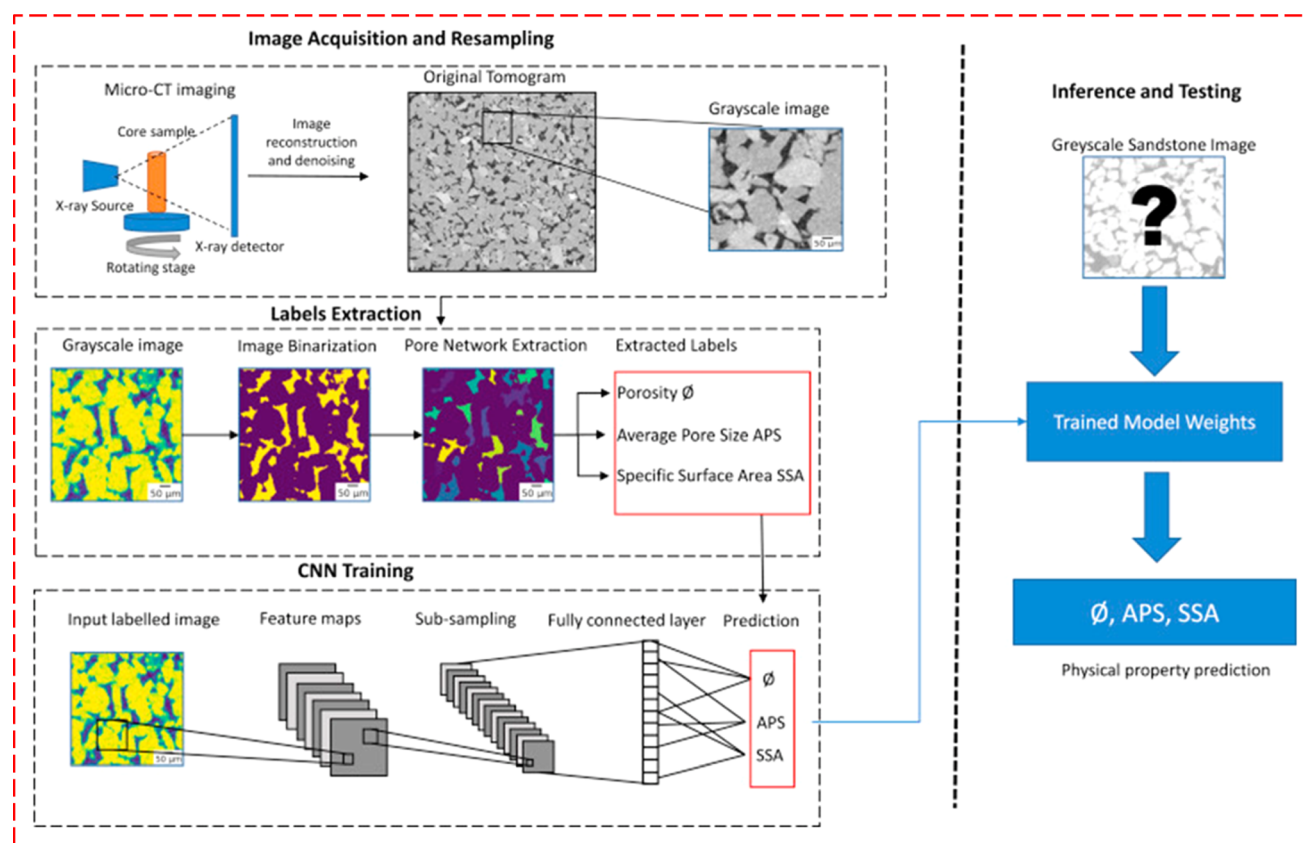 Image Acquisition and Resampling
Micro-CT imaging
Core sample
X-ray Source
X-ray detector
Rotating stage
Image
reconstruction
and denoising
Original Tomogram
Grayscale image
50 µm
Labels Extraction
Grayscale image
50 µm
Image Binarization
50 µm
Pore Network Extraction
50 µm
Extracted Labels
Porosity Ø
Average Pore Size APS
Specific Surface Area SSA
CNN Training
Input labelled image
50 µm
Feature maps
Sub-sampling
Fully connected layer
Prediction
Ø
APS
SSA
Inference and Testing
Greyscale Sandstone Image
?
Trained Model Weights
Ø, APS, SSA
Physical property prediction